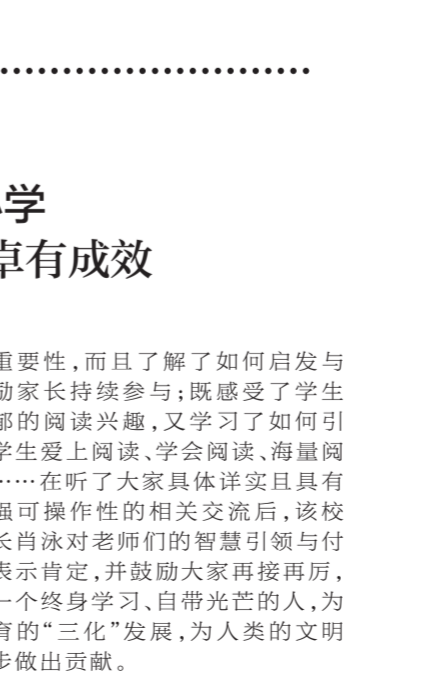 小学
卓有成效
重要性，而且了解了如何启发与
励家长持续参与；既感受了学生
郁的阅读兴趣，又学习了如何引
学生爱上阅读、学会阅读、海量阅
……在听了大家具体详实且具有
强可操作性的相关交流后，该校
长肖泳对老师们的智慧引领与付
表示肯定，并鼓励大家再接再厉，
一个终身学习、自带光芒的人，为
育的“三化”发展，为人类的文明
步做出贡献。